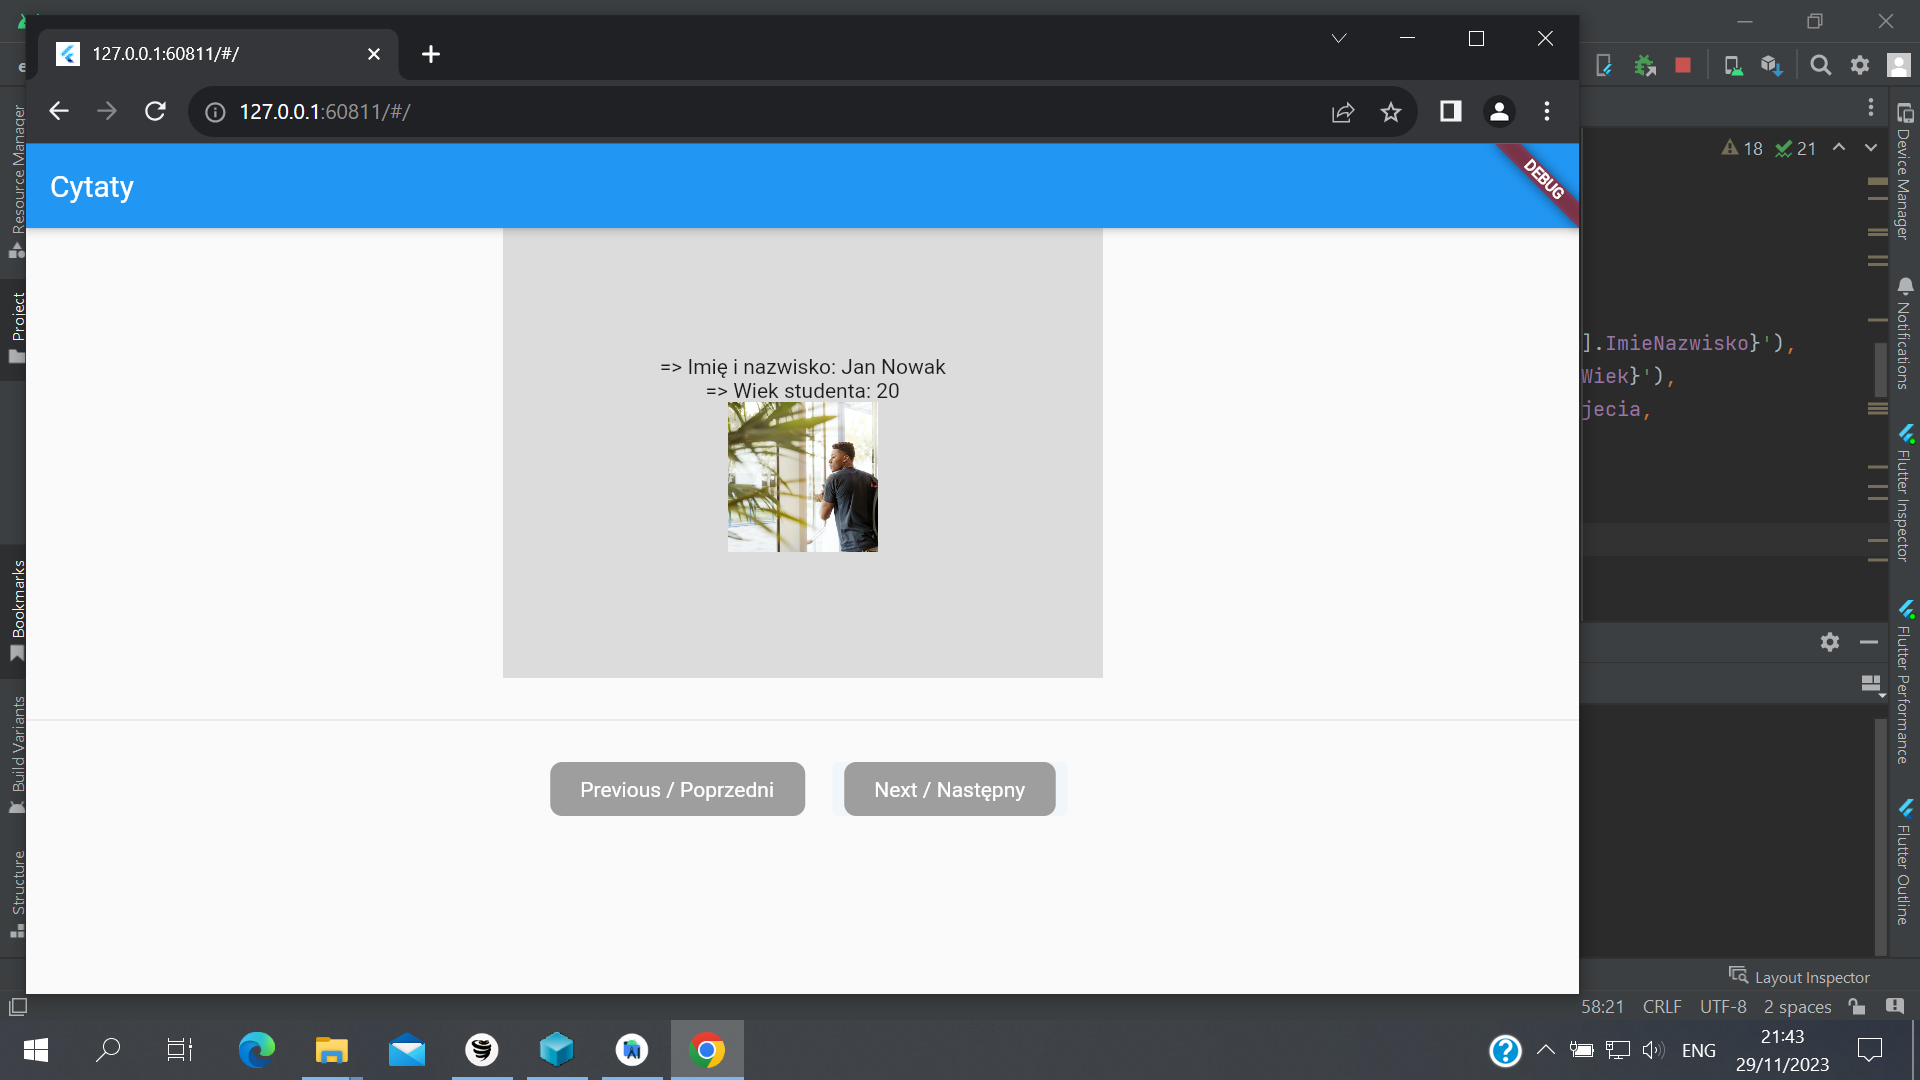 127.0.0.1:60811/#/
127.0.0.1:60811/#/
Cytaty
DEBUG
=> Imię i nazwisko: Jan Nowak
=> Wiek studenta: 20
Previous / Poprzedni
Next / Następny
Resource Manager
Project
Bookmarks
Build Variants
Structure
18
21
].ImieNazwisko}'),
Wiek}'),
jecia,
Device Manager
Notifications
Flutter Inspector
Flutter Performance
Flutter Outline
Layout Inspector
58:21 CRLF UTF-8 2 spaces
ENG
21:43
29/11/2023